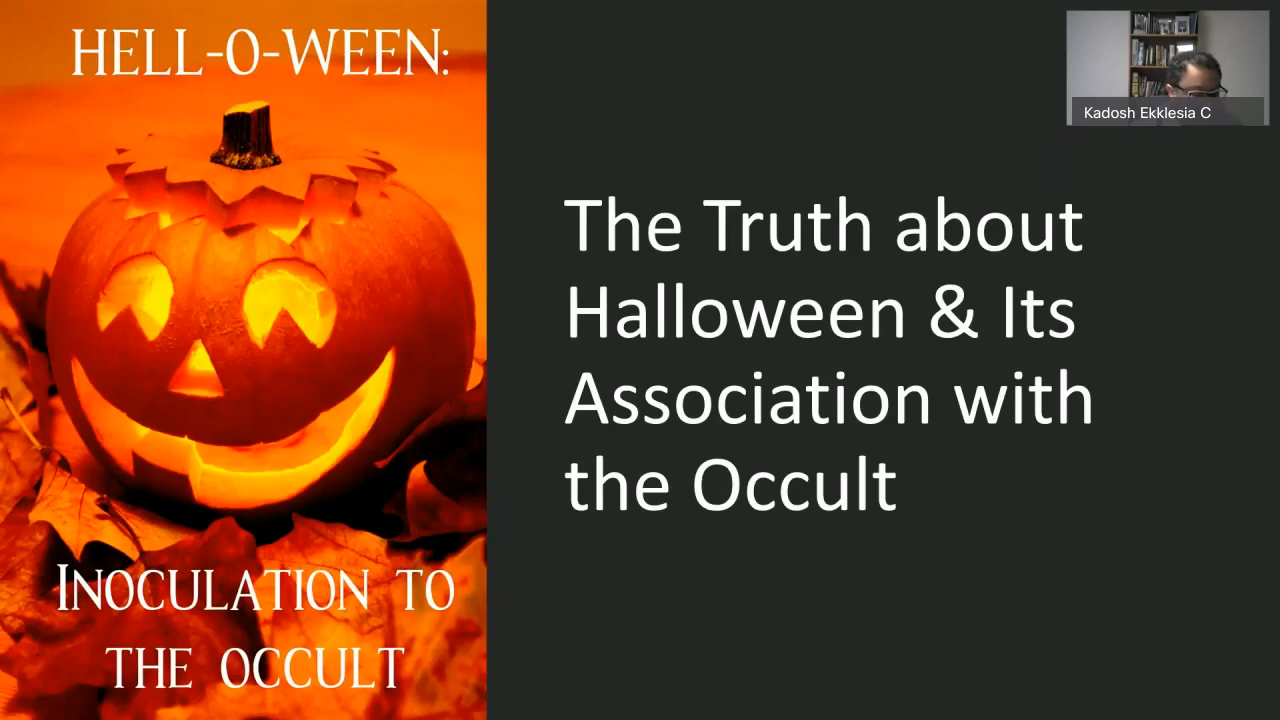 HELL-O-WEEN:
INOCULATION TO
THE OCCULT
The Truth about
Halloween & Its
Association with
the Occult
Kadosh Ekklesia C